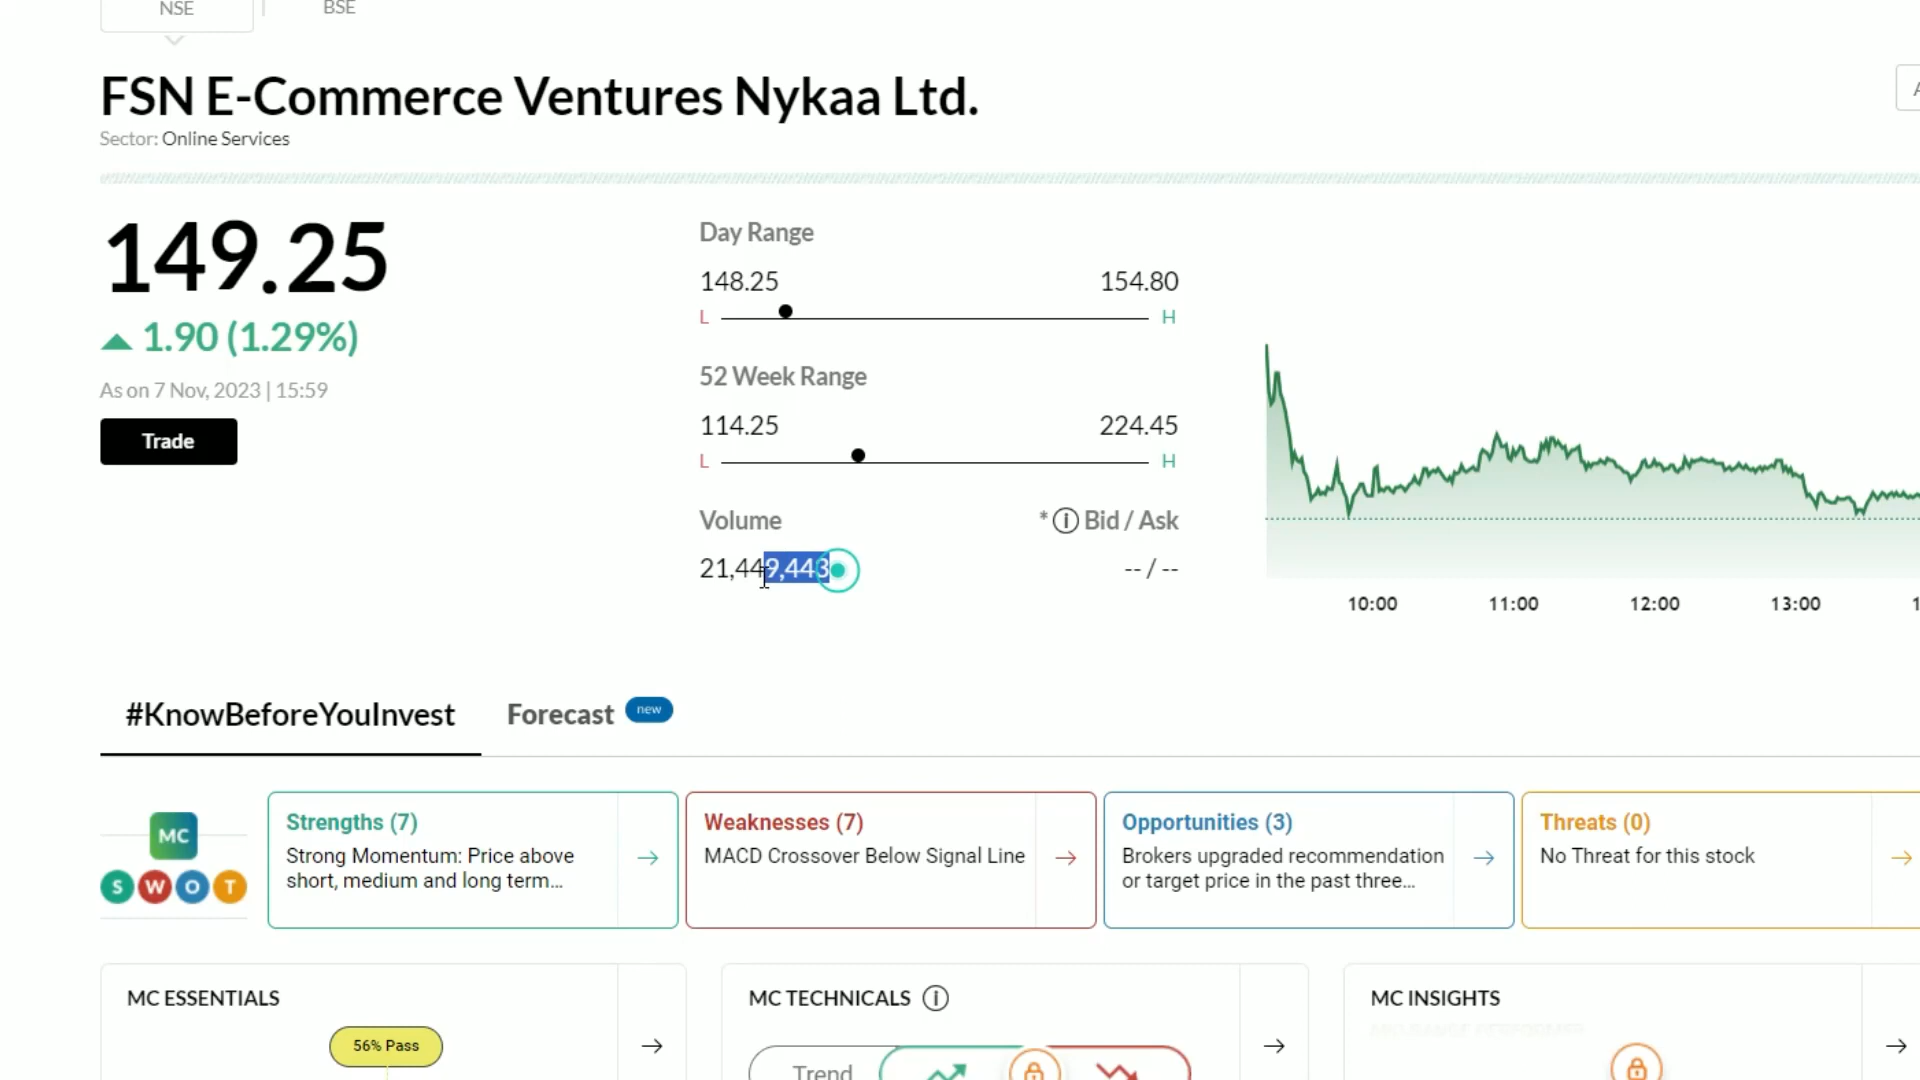 NSE
BSE
FSN E-Commerce Ventures Nykaa Ltd.
Sector: Online Services
149.25
1.90 (1.29%)
As on 7 Nov, 2023 | 15:59
Trade
Day Range
148.25 154.80
L H
52 Week Range
114.25 224.45
L H
Volume * i Bid / Ask
21,449,443 -- / --
10:00 11:00 12:00 13:00
#KnowBeforeYouInvest Forecast new
MC
S W O T
Strengths (7)
Strong Momentum: Price above
short, medium and long term...
Weaknesses (7)
MACD Crossover Below Signal Line
Opportunities (3)
Brokers upgraded recommendation
or target price in the past three...
Threats (0)
No Threat for this stock
MC ESSENTIALS
56% Pass
MC TECHNICALS i
Trend
MC INSIGHTS